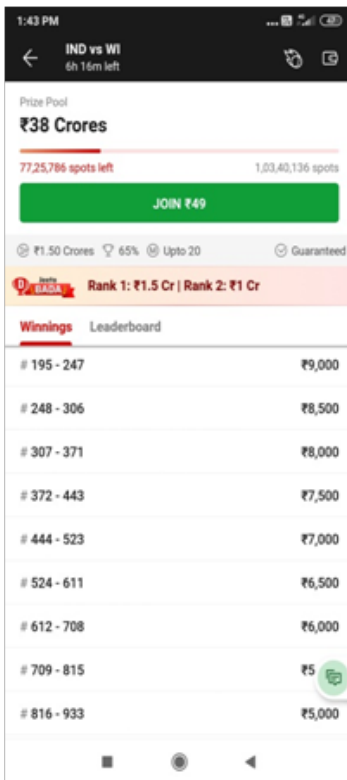 1:43 PM
IND vs WI
6h 16m left
Prize Pool
₹38 Crores
77,25,786 spots left
1,03,40,136 spots
JOIN ₹49
₹1.50 Crores
65%
Upto 20
Guaranteed
BADA
Rank 1: ₹1.5 Cr | Rank 2: ₹1 Cr
Winnings
Leaderboard
# 195 - 247
₹9,000
# 248 - 306
₹8,500
# 307 - 371
₹8,000
# 372 - 443
₹7,500
# 444 - 523
₹7,000
# 524 - 611
₹6,500
# 612 - 708
₹6,000
# 709 - 815
₹5
# 816 - 933
₹5,000